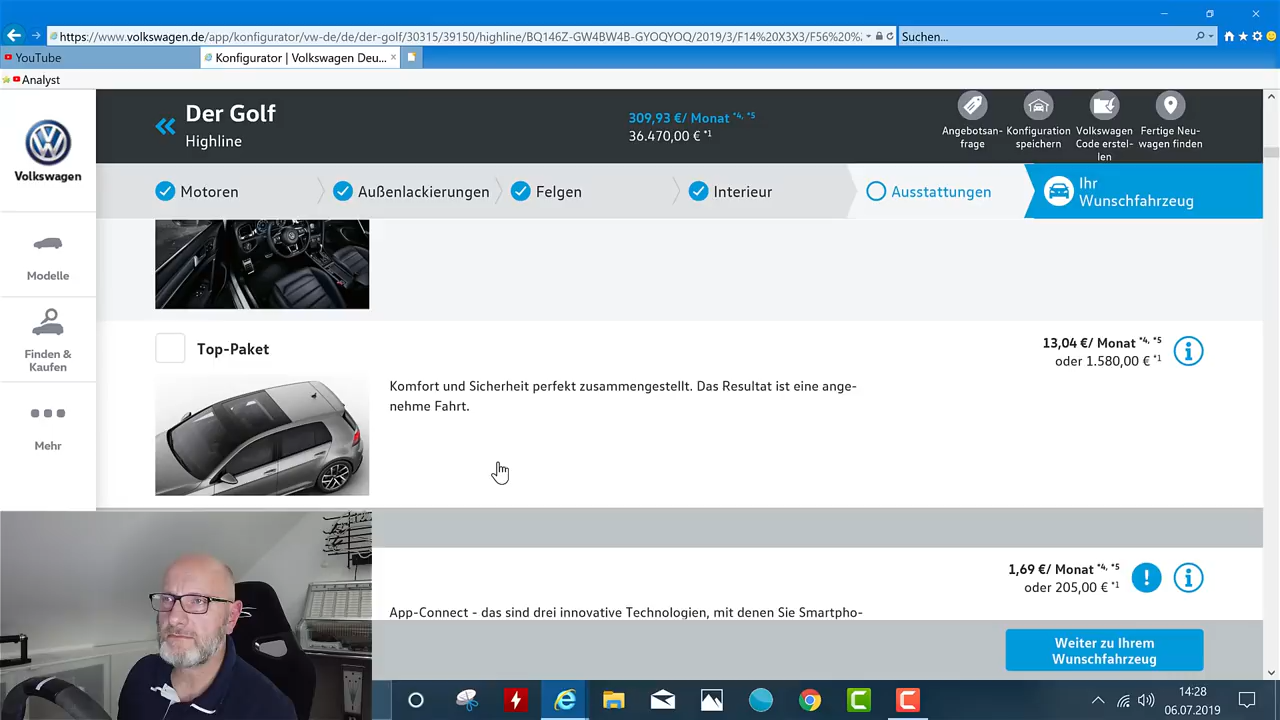 https://www.volkswagen.de/app/konfigurator/vw-de/de/der-golf/30315/39150/highline/BQ146Z-GW4BW4B-GYOQYOQ/2019/3/F14%20X3X3/F56%20%
Suchen...
YouTube
Konfigurator | Volkswagen Deu...
Analyst
Volkswagen
Modelle
Finden &
Kaufen
Mehr
Der Golf
Highline
309,93 €/ Monat *4, *5
36.470,00 € *1
Angebotsan-
frage
Konfiguration
speichern
Volkswagen
Code erstel-
len
Fertige Neu-
wagen finden
Motoren
Außenlackierungen
Felgen
Interieur
Ausstattungen
Ihr
Wunschfahrzeug
Top-Paket
13,04 €/ Monat *4, *5
oder 1.580,00 € *1
Komfort und Sicherheit perfekt zusammengestellt. Das Resultat ist eine ange-
nehme Fahrt.
1,69 €/ Monat *4, *5
oder 205,00 € *1
App-Connect - das sind drei innovative Technologien, mit denen Sie Smartpho-
Weiter zu Ihrem
Wunschfahrzeug
14:28
06.07.2019